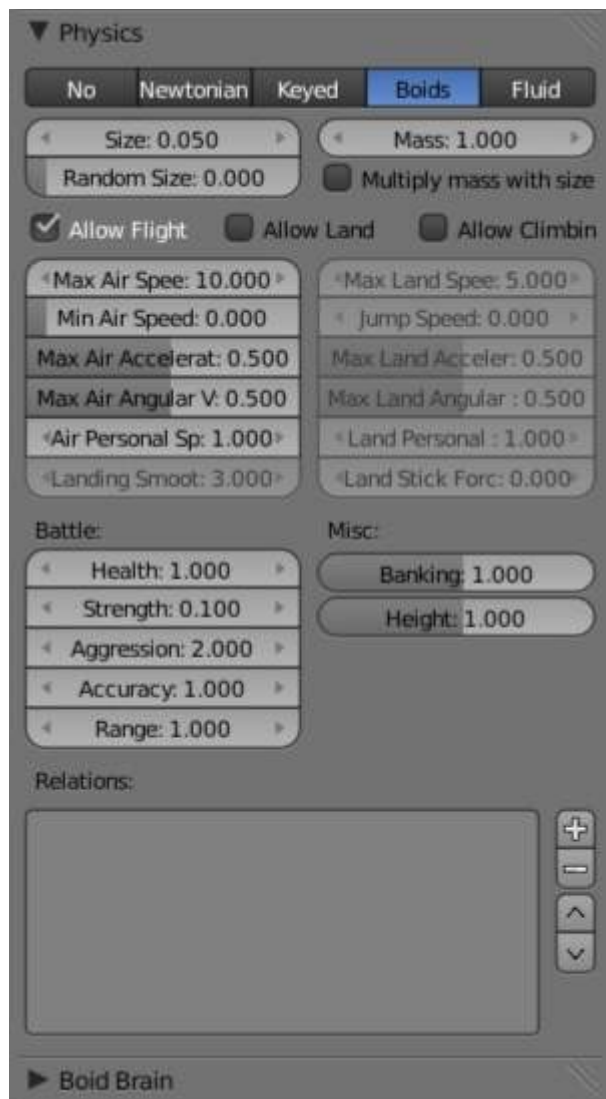 Physics
No Newtonian Keyed Boids Fluid
Size: 0.050 Mass: 1.000
Random Size: 0.000 Multiply mass with size
Allow Flight Allow Land Allow Climbin
Max Air Spee: 10.000 Max Land Spee: 5.000
Min Air Speed: 0.000 Jump Speed: 0.000
Max Air Accelerat: 0.500 Max Land Acceler: 0.500
Max Air Angular V: 0.500 Max Land Angular : 0.500
Air Personal Sp: 1.000 Land Personal : 1.000
Landing Smoot: 3.000 Land Stick Forc: 0.000
Battle: Misc:
Health: 1.000 Banking: 1.000
Strength: 0.100 Height: 1.000
Aggression: 2.000
Accuracy: 1.000
Range: 1.000
Relations:
Boid Brain